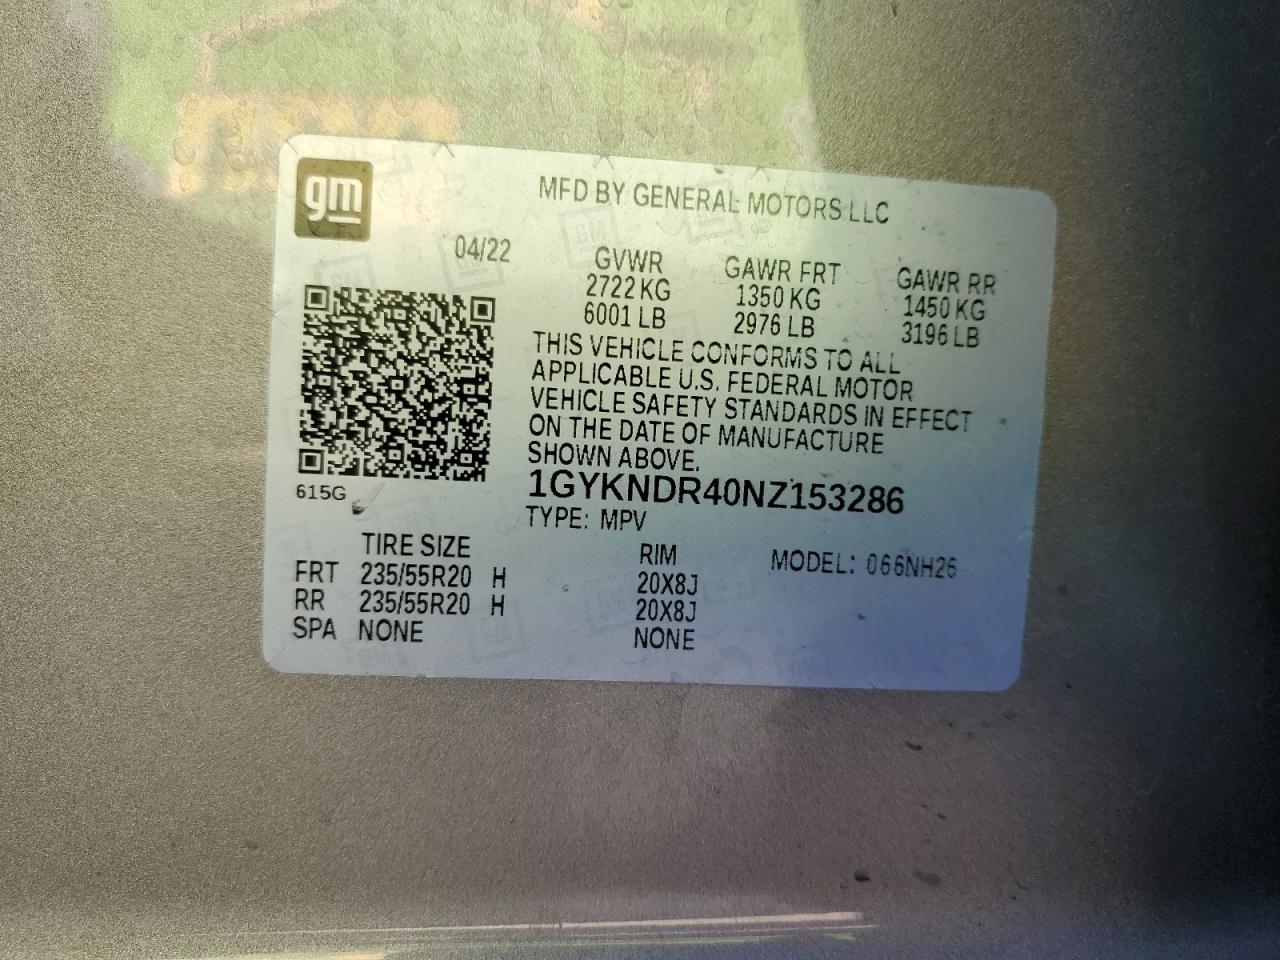 gm
MFD BY GENERAL MOTORS LLC
04/22 GVWR GAWR FRT GAWR RR
2722 KG 1350 KG 1450 KG
6001 LB 2976 LB 3196 LB
THIS VEHICLE CONFORMS TO ALL
APPLICABLE U.S. FEDERAL MOTOR
VEHICLE SAFETY STANDARDS IN EFFECT
ON THE DATE OF MANUFACTURE
SHOWN ABOVE.
615G
1GYKNDR40NZ153286
TYPE: MPV
TIRE SIZE RIM MODEL: 066NH26
FRT 235/55R20 H 20X8J
RR 235/55R20 H 20X8J
SPA NONE NONE